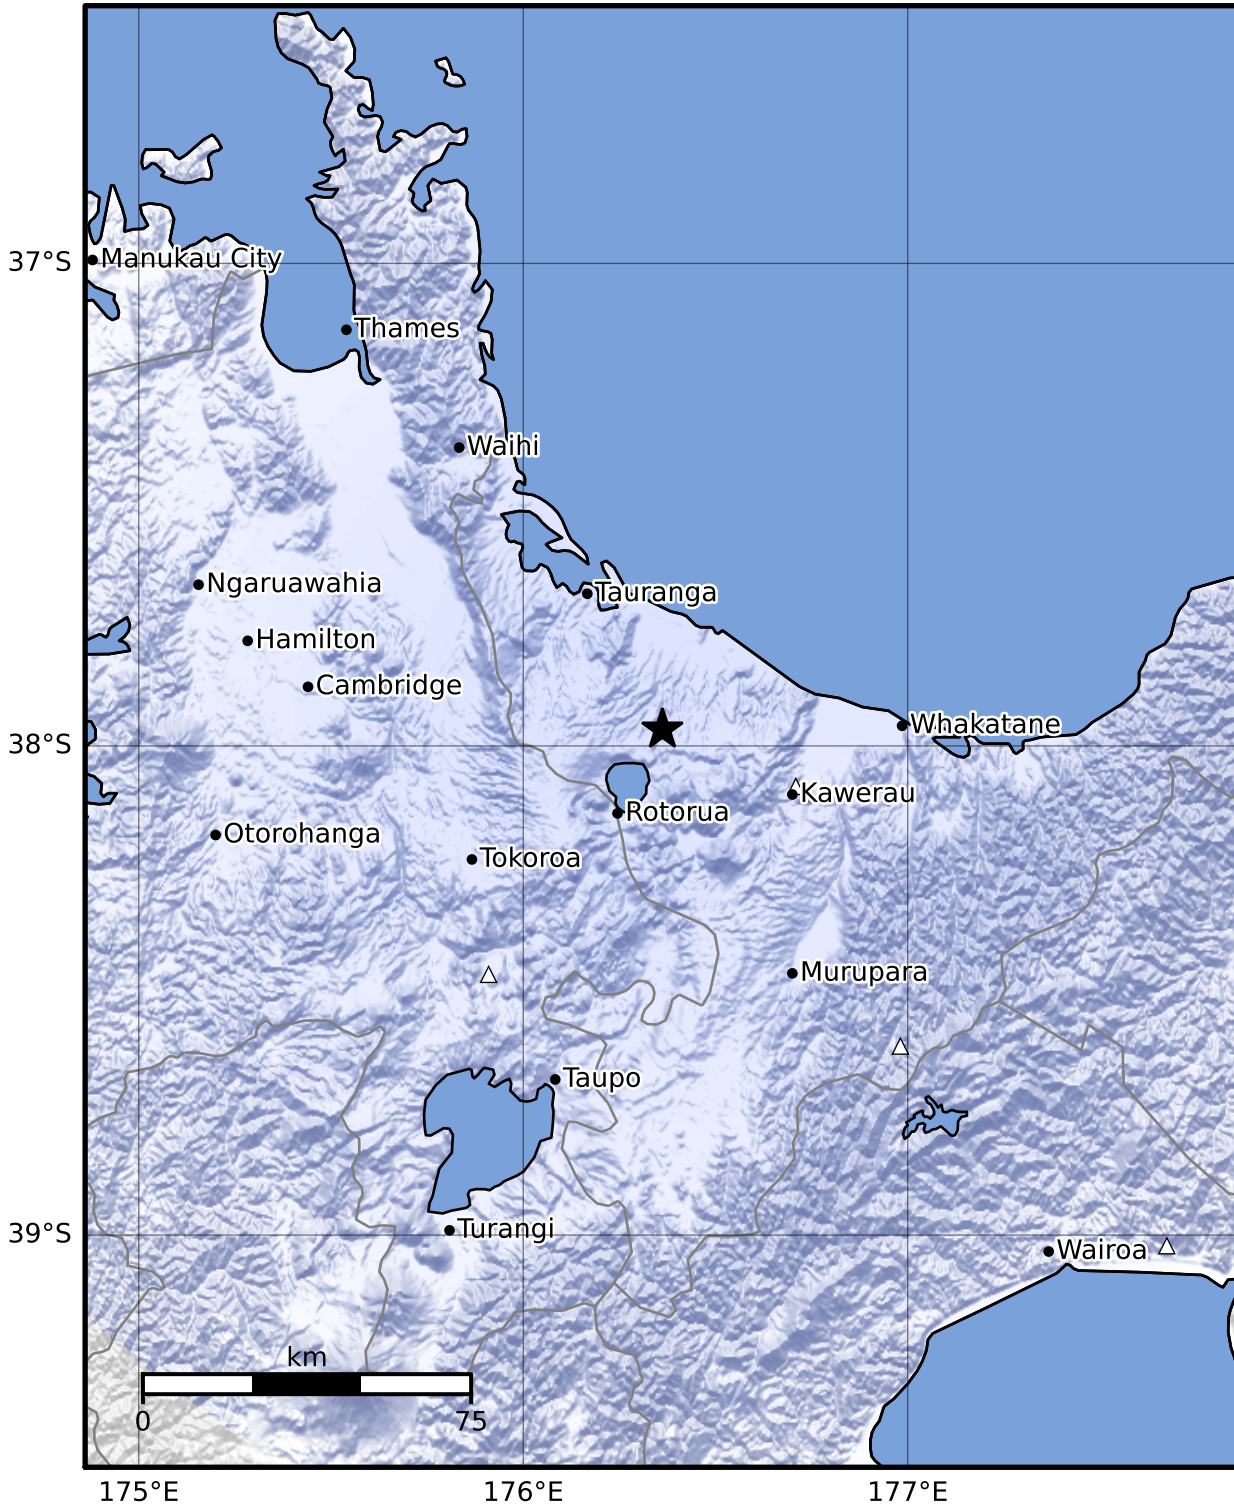 37°S
Manukau City
Thames
Waihi
Ngaruawahia
Tauranga
Hamilton
Cambridge
Whakatane
38°S
Kawerau
Rotorua
Otorohanga
Tokoroa
Murupara
Taupo
39°S
Turangi
Wairoa
km
0 75
175°E 176°E 177°E